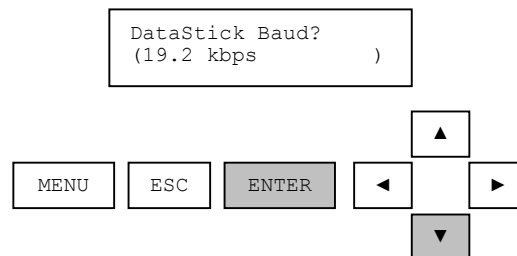 DataStick Baud?
(19.2 kbps )
▲
MENU ESC ENTER ◄ ►
▼